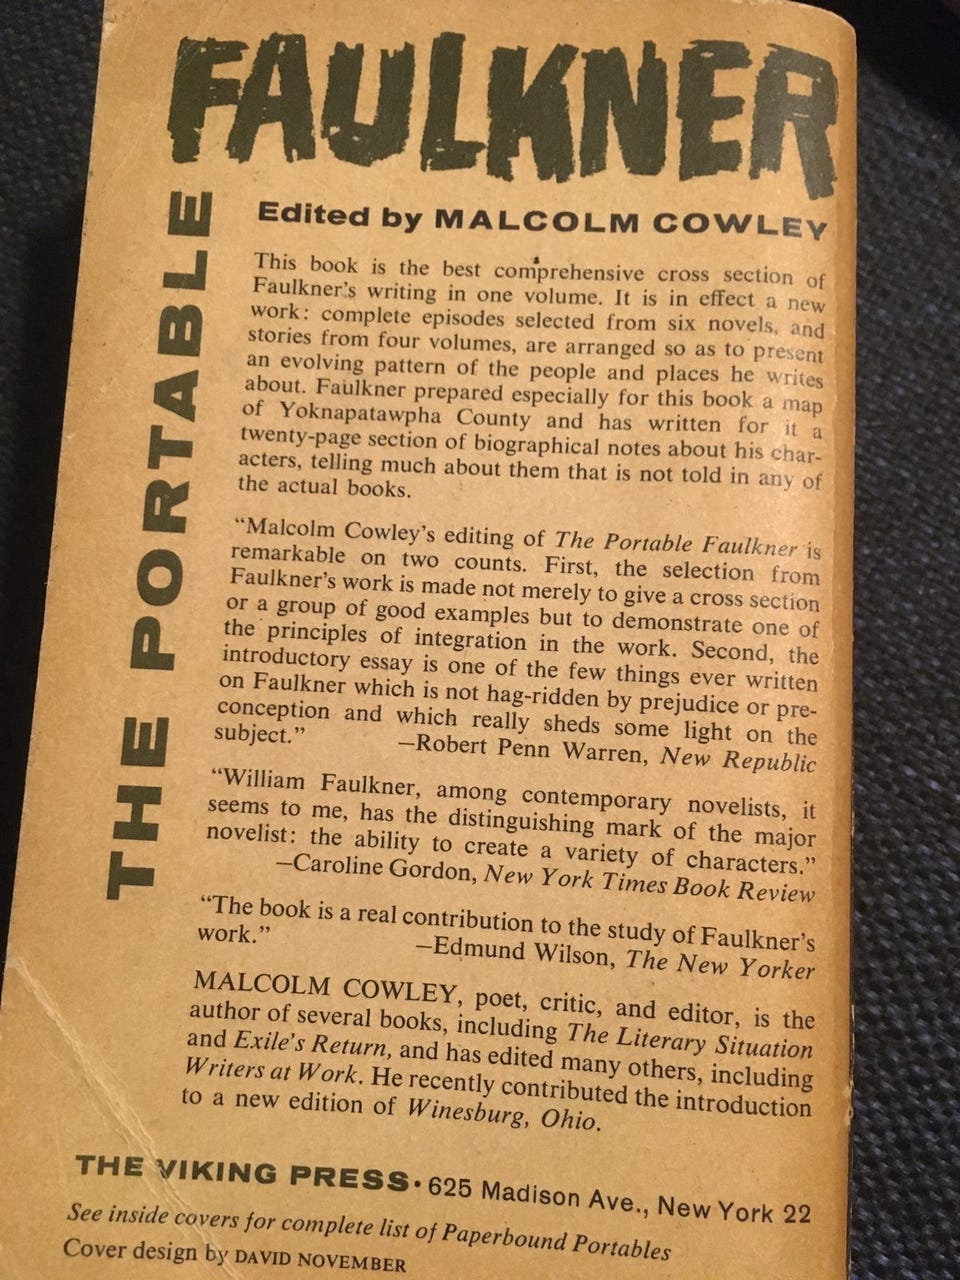 FAULKNER
THE PORTABLE
Edited by MALCOLM COWLEY
This book is the best comprehensive cross section of
Faulkner's writing in one volume. It is in effect a new
work: complete episodes selected from six novels, and
stories from four volumes, are arranged so as to present
an evolving pattern of the people and places he writes
about. Faulkner prepared especially for this book a map
of Yoknapatawpha County and has written for it a
twenty-page section of biographical notes about his char-
acters, telling much about them that is not told in any of
the actual books.
“Malcolm Cowley's editing of The Portable Faulkner is
remarkable on two counts. First, the selection from
Faulkner's work is made not merely to give a cross section
or a group of good examples but to demonstrate one of
the principles of integration in the work. Second, the
introductory essay is one of the few things ever written
on Faulkner which is not hag-ridden by prejudice or pre-
conception and which really sheds some light on the
subject.” —Robert Penn Warren, New Republic
“William Faulkner, among contemporary novelists, it
seems to me, has the distinguishing mark of the major
novelist: the ability to create a variety of characters.”
—Caroline Gordon, New York Times Book Review
“The book is a real contribution to the study of Faulkner's
work.” —Edmund Wilson, The New Yorker
MALCOLM COWLEY, poet, critic, and editor, is the
author of several books, including The Literary Situation
and Exile's Return, and has edited many others, including
Writers at Work. He recently contributed the introduction
to a new edition of Winesburg, Ohio.
THE VIKING PRESS • 625 Madison Ave., New York 22
See inside covers for complete list of Paperbound Portables
Cover design by DAVID NOVEMBER